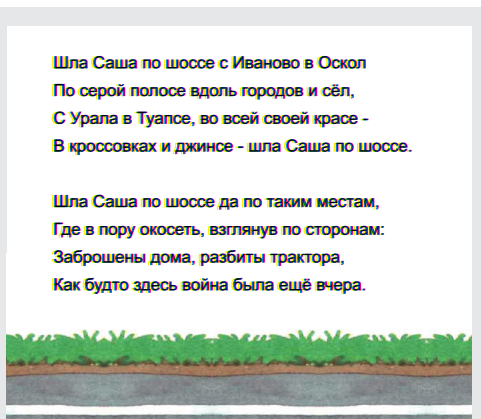 Шла Саша по шоссе с Иваново в Оскол
По серой полосе вдоль городов и сёл,
С Урала в Туапсе, во всей своей красе -
В кроссовках и джинсе - шла Саша по шоссе.
Шла Саша по шоссе да по таким местам,
Где в пору окосеть, взглянув по сторонам:
Заброшены дома, разбиты трактора,
Как будто здесь война была ещё вчера.